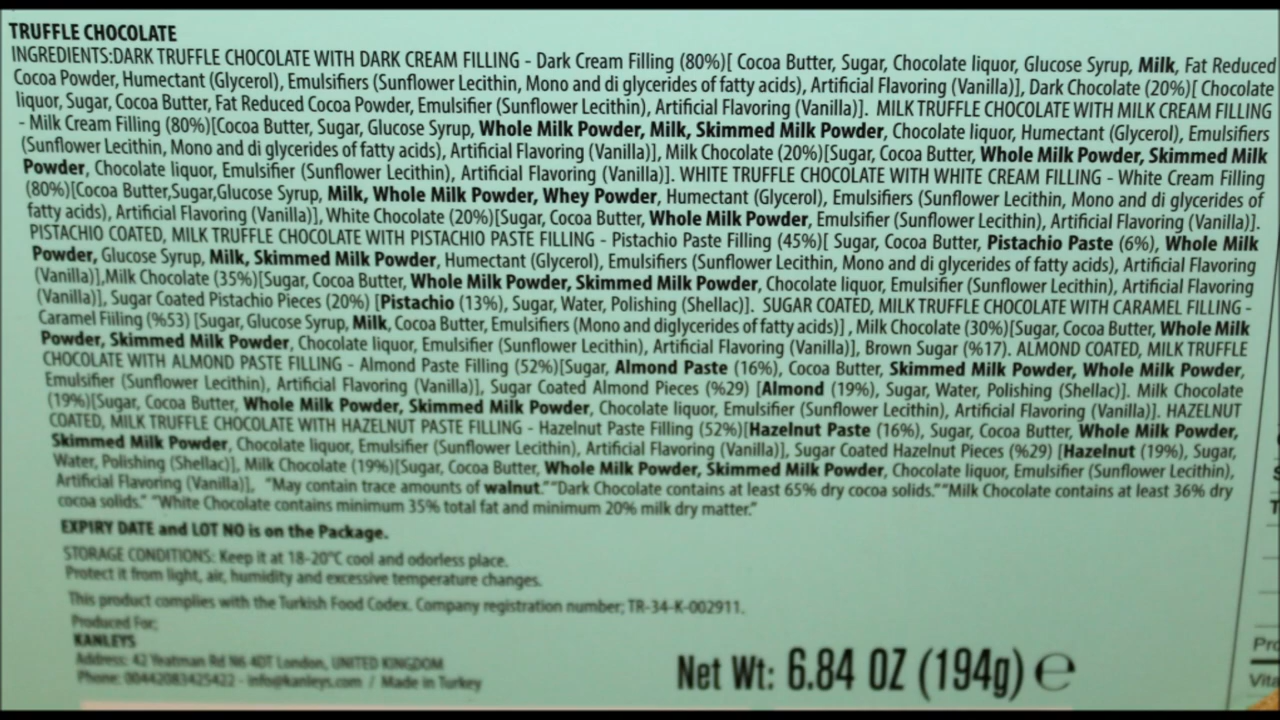 TRUFFLE CHOCOLATE
INGREDIENTS:DARK TRUFFLE CHOCOLATE WITH DARK CREAM FILLING - Dark Cream Filling (80%)[ Cocoa Butter, Sugar, Chocolate liquor, Glucose Syrup, Milk, Fat Reduced
Cocoa Powder, Humectant (Glycerol), Emulsifiers (Sunflower Lecithin, Mono and di glycerides of fatty acids), Artificial Flavoring (Vanilla)], Dark Chocolate (20%)[ Chocolate
liquor, Sugar, Cocoa Butter, Fat Reduced Cocoa Powder, Emulsifier (Sunflower Lecithin), Artificial Flavoring (Vanilla)]. MILK TRUFFLE CHOCOLATE WITH MILK CREAM FILLING
- Milk Cream Filling (80%)[Cocoa Butter, Sugar, Glucose Syrup, Whole Milk Powder, Milk, Skimmed Milk Powder, Chocolate liquor, Humectant (Glycerol), Emulsifiers
(Sunflower Lecithin, Mono and di glycerides of fatty acids), Artificial Flavoring (Vanilla)], Milk Chocolate (20%)[Sugar, Cocoa Butter, Whole Milk Powder, Skimmed Milk
Powder, Chocolate liquor, Emulsifier (Sunflower Lecithin), Artificial Flavoring (Vanilla)]. WHITE TRUFFLE CHOCOLATE WITH WHITE CREAM FILLING - White Cream Filling
(80%)[Cocoa Butter,Sugar,Glucose Syrup, Milk, Whole Milk Powder, Whey Powder, Humectant (Glycerol), Emulsifiers (Sunflower Lecithin, Mono and di glycerides of
fatty acids), Artificial Flavoring (Vanilla)], White Chocolate (20%)[Sugar, Cocoa Butter, Whole Milk Powder, Emulsifier (Sunflower Lecithin), Artificial Flavoring (Vanilla)].
PISTACHIO COATED, MILK TRUFFLE CHOCOLATE WITH PISTACHIO PASTE FILLING - Pistachio Paste Filling (45%)[ Sugar, Cocoa Butter, Pistachio Paste (6%), Whole Milk
Powder, Glucose Syrup, Milk, Skimmed Milk Powder, Humectant (Glycerol), Emulsifiers (Sunflower Lecithin, Mono and di glycerides of fatty acids), Artificial Flavoring
(Vanilla)],Milk Chocolate (35%)[Sugar, Cocoa Butter, Whole Milk Powder, Skimmed Milk Powder, Chocolate liquor, Emulsifier (Sunflower Lecithin), Artificial Flavoring
(Vanilla)], Sugar Coated Pistachio Pieces (20%) [Pistachio (13%), Sugar, Water, Polishing (Shellac)]. SUGAR COATED, MILK TRUFFLE CHOCOLATE WITH CARAMEL FILLING -
Caramel Fiiling (%53) [Sugar, Glucose Syrup, Milk, Cocoa Butter, Emulsifiers (Mono and diglycerides of fatty acids)] , Milk Chocolate (30%)[Sugar, Cocoa Butter, Whole Milk
Powder, Skimmed Milk Powder, Chocolate liquor, Emulsifier (Sunflower Lecithin), Artificial Flavoring (Vanilla)], Brown Sugar (%17). ALMOND COATED, MILK TRUFFLE
CHOCOLATE WITH ALMOND PASTE FILLING - Almond Paste Filling (52%)[Sugar, Almond Paste (16%), Cocoa Butter, Skimmed Milk Powder, Whole Milk Powder,
Emulsifier (Sunflower Lecithin), Artificial Flavoring (Vanilla)], Sugar Coated Almond Pieces (%29) [Almond (19%), Sugar, Water, Polishing (Shellac)]. Milk Chocolate
(19%)[Sugar, Cocoa Butter, Whole Milk Powder, Skimmed Milk Powder, Chocolate liquor, Emulsifier (Sunflower Lecithin), Artificial Flavoring (Vanilla)]. HAZELNUT
COATED, MILK TRUFFLE CHOCOLATE WITH HAZELNUT PASTE FILLING - Hazelnut Paste Filling (52%)[Hazelnut Paste (16%), Sugar, Cocoa Butter, Whole Milk Powder,
Skimmed Milk Powder, Chocolate liquor, Emulsifier (Sunflower Lecithin), Artificial Flavoring (Vanilla)], Sugar Coated Hazelnut Pieces (%29) [Hazelnut (19%), Sugar,
Water, Polishing (Shellac)], Milk Chocolate (19%)[Sugar, Cocoa Butter, Whole Milk Powder, Skimmed Milk Powder, Chocolate liquor, Emulsifier (Sunflower Lecithin),
Artificial Flavoring (Vanilla)], "May contain trace amounts of walnut." "Dark Chocolate contains at least 65% dry cocoa solids." "Milk Chocolate contains at least 36% dry
cocoa solids." "White Chocolate contains minimum 35% total fat and minimum 20% milk dry matter."
EXPIRY DATE and LOT NO is on the Package.
STORAGE CONDITIONS: Keep it at 18-20°C cool and odorless place.
Protect it from light, air, humidity and excessive temperature changes.
This product complies with the Turkish Food Codex. Company registration number; TR-34-K-002911.
Produced For;
KANLEYS
Address: 42 Yeatman Rd N6 4DT London, UNITED KINGDOM
Phone: 00442083425422 - info@kanleys.com / Made in Turkey
Net Wt: 6.84 OZ (194g) ℮